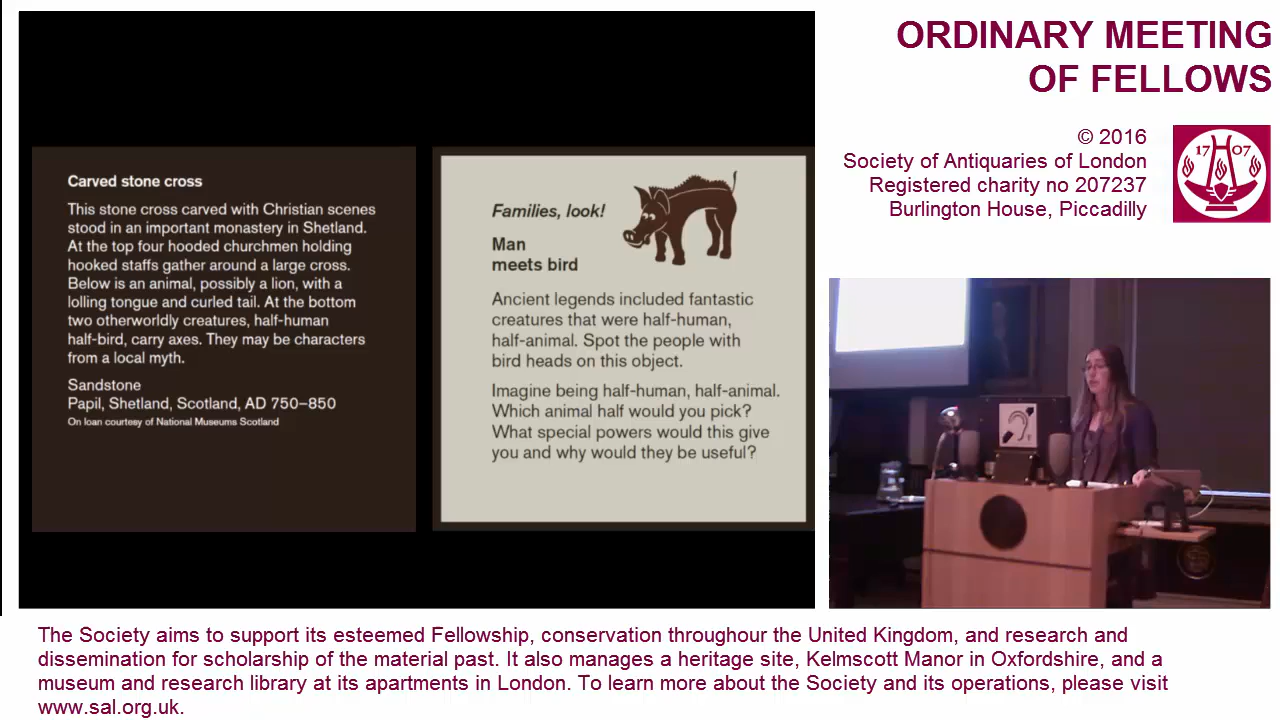 ORDINARY MEETING
OF FELLOWS
© 2016
Society of Antiquaries of London
Registered charity no 207237
Burlington House, Piccadilly
17 07
Carved stone cross
This stone cross carved with Christian scenes
stood in an important monastery in Shetland.
At the top four hooded churchmen holding
hooked staffs gather around a large cross.
Below is an animal, possibly a lion, with a
lolling tongue and curled tail. At the bottom
two otherworldly creatures, half-human
half-bird, carry axes. They may be characters
from a local myth.
Sandstone
Papil, Shetland, Scotland, AD 750–850
On loan courtesy of National Museums Scotland
Families, look!
Man
meets bird
Ancient legends included fantastic
creatures that were half-human,
half-animal. Spot the people with
bird heads on this object.
Imagine being half-human, half-animal.
Which animal half would you pick?
What special powers would this give
you and why would they be useful?
The Society aims to support its esteemed Fellowship, conservation throughour the United Kingdom, and research and
dissemination for scholarship of the material past. It also manages a heritage site, Kelmscott Manor in Oxfordshire, and a
museum and research library at its apartments in London. To learn more about the Society and its operations, please visit
www.sal.org.uk.